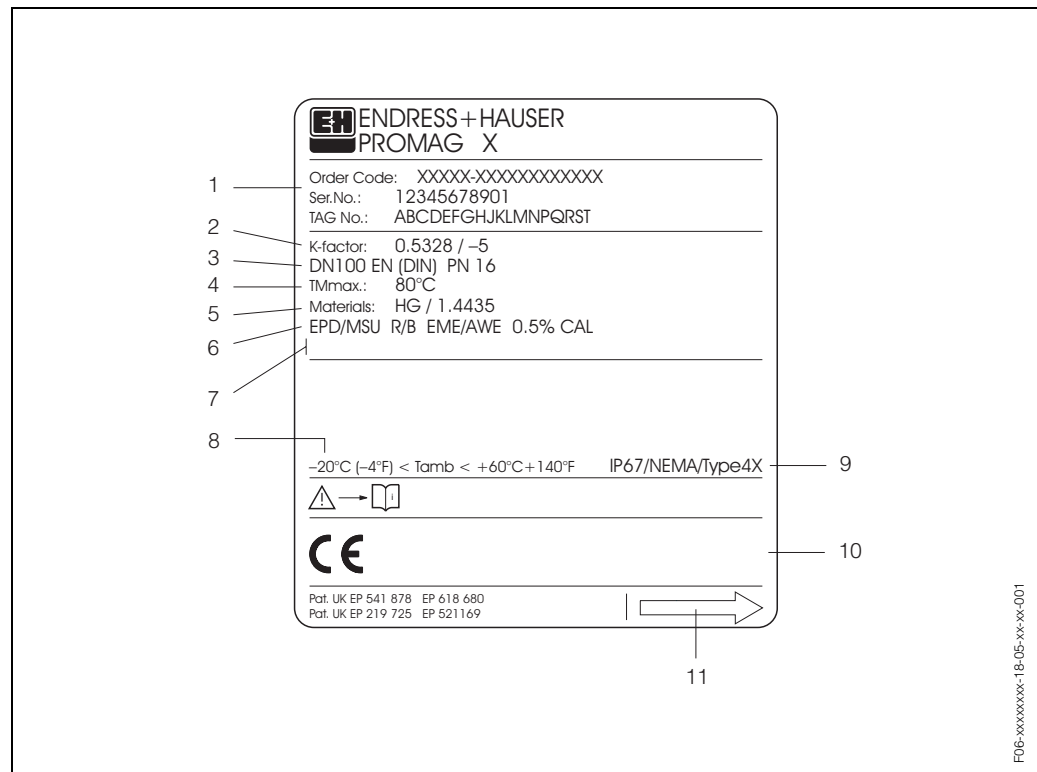 E+H ENDRESS+HAUSER
PROMAG X
1 Order Code: XXXXX-XXXXXXXXXXXX
Ser.No.: 12345678901
TAG No.: ABCDEFGHJKLMNPQRST
2 K-factor: 0.5328 / –5
3 DN100 EN (DIN) PN 16
4 TMmax.: 80°C
5 Materials: HG / 1.4435
6 EPD/MSU R/B EME/AWE 0.5% CAL
7
8
–20°C (–4°F) < Tamb < +60°C+140°F IP67/NEMA/Type4X 9
CE 10
Pat. UK EP 541 878 EP 618 680
Pat. UK EP 219 725 EP 521169
11
F06-xxxxxxxx-18-05-xx-xx-001